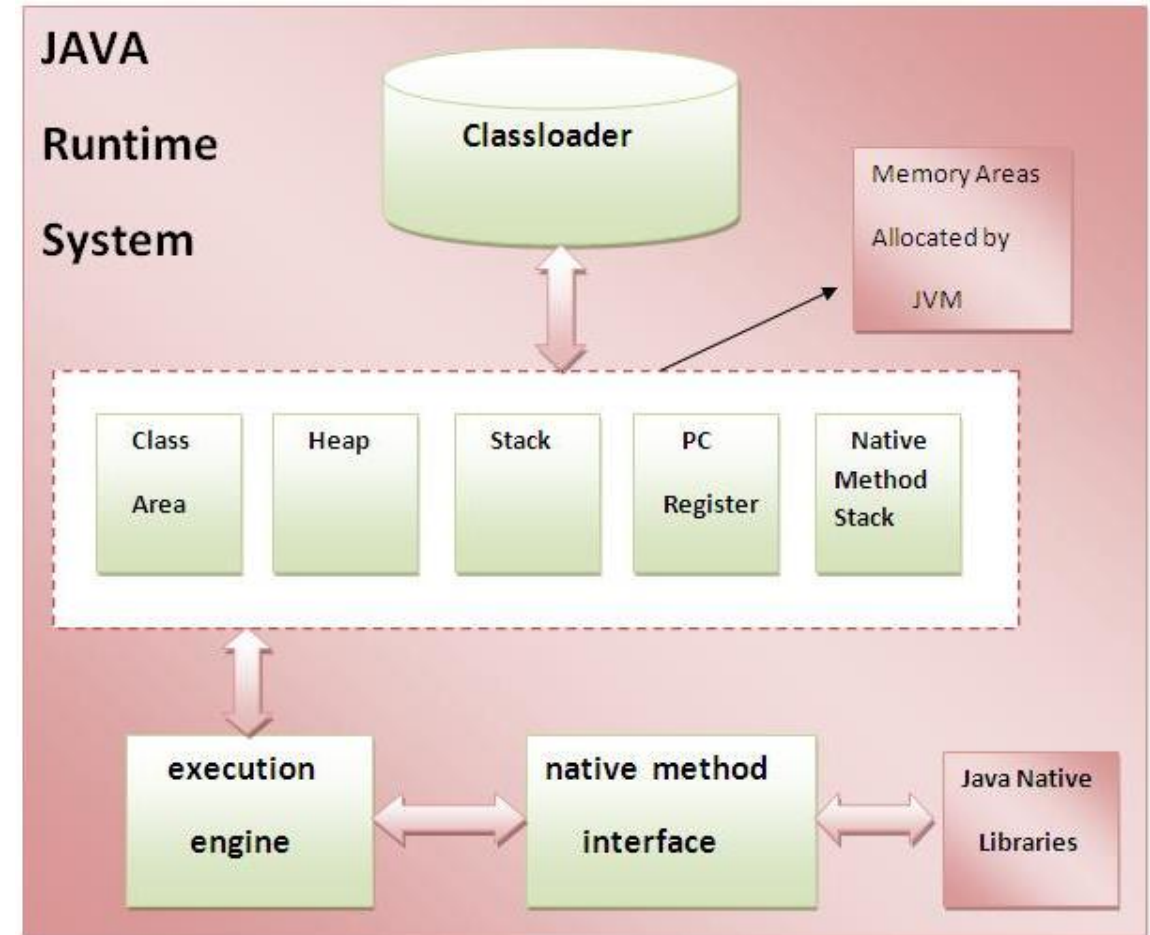 JAVA
Runtime
System
Classloader
Memory Areas
Allocated by
JVM
Class
Area
Heap
Stack
PC
Register
Native
Method
Stack
execution
engine
native method
interface
Java Native
Libraries